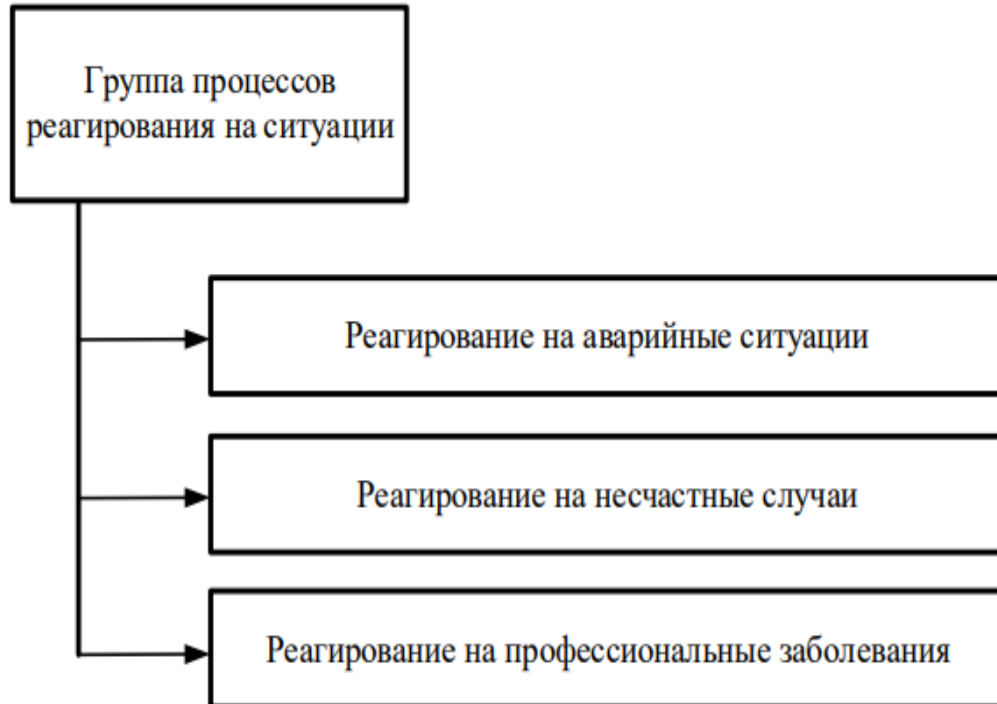 Группа процессов
реагирования на ситуации
Реагирование на аварийные ситуации
Реагирование на несчастные случаи
Реагирование на профессиональные заболевания